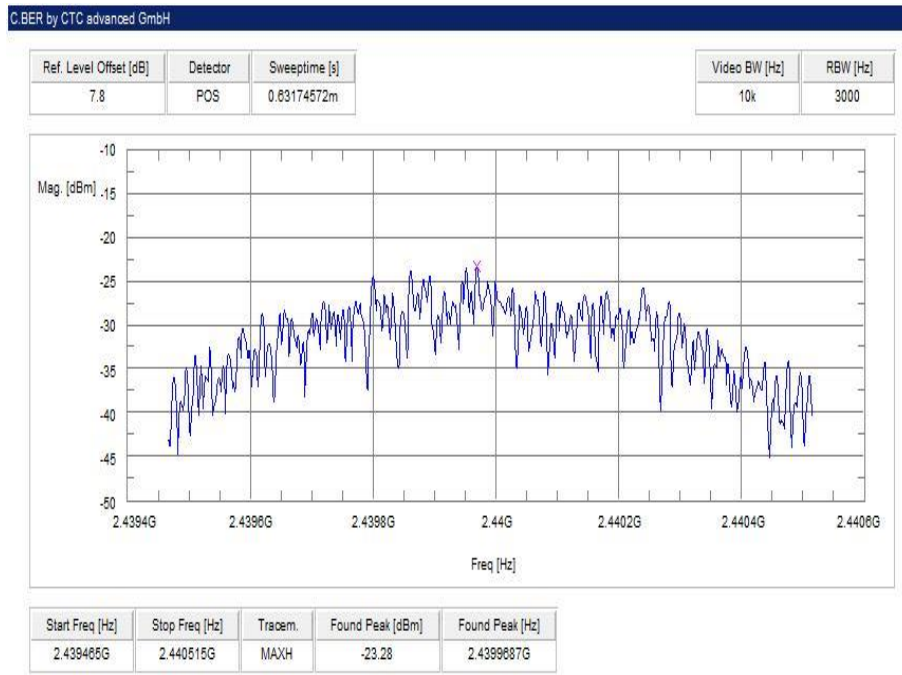 C.BER by CTC advanced GmbH
Ref. Level Offset [dB] Detector Sweeptime [s] Video BW [Hz] RBW [Hz]
7.8 POS 0.63174572m 10k 3000
-10
Mag. [dBm]
-15
-20
-25
-30
-35
-40
-45
-50
2.4394G 2.4396G 2.4398G 2.44G 2.4402G 2.4404G 2.4406G
Freq [Hz]
Start Freq [Hz] Stop Freq [Hz] Tracem. Found Peak [dBm] Found Peak [Hz]
2.439465G 2.440515G MAXH -23.28 2.4399687G